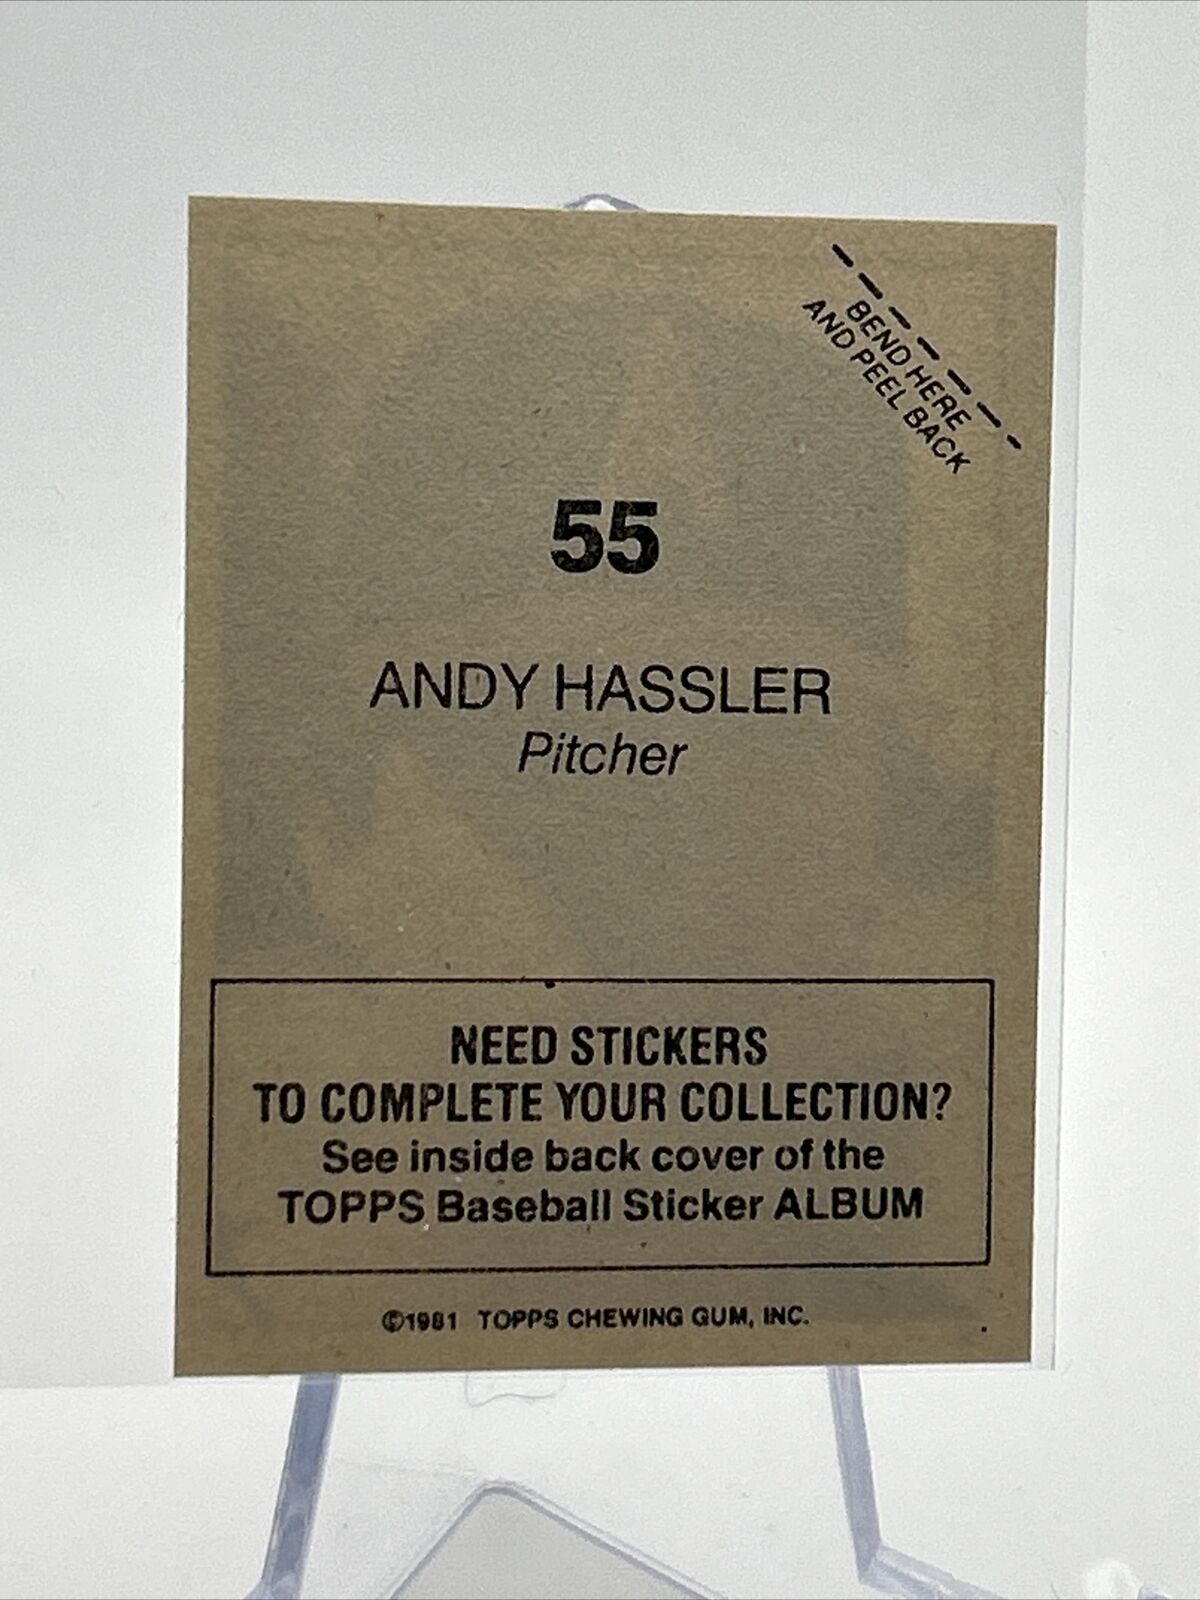 BEND HERE
AND PEEL BACK
55
ANDY HASSLER
Pitcher
NEED STICKERS
TO COMPLETE YOUR COLLECTION?
See inside back cover of the
TOPPS Baseball Sticker ALBUM
©1981 TOPPS CHEWING GUM, INC.